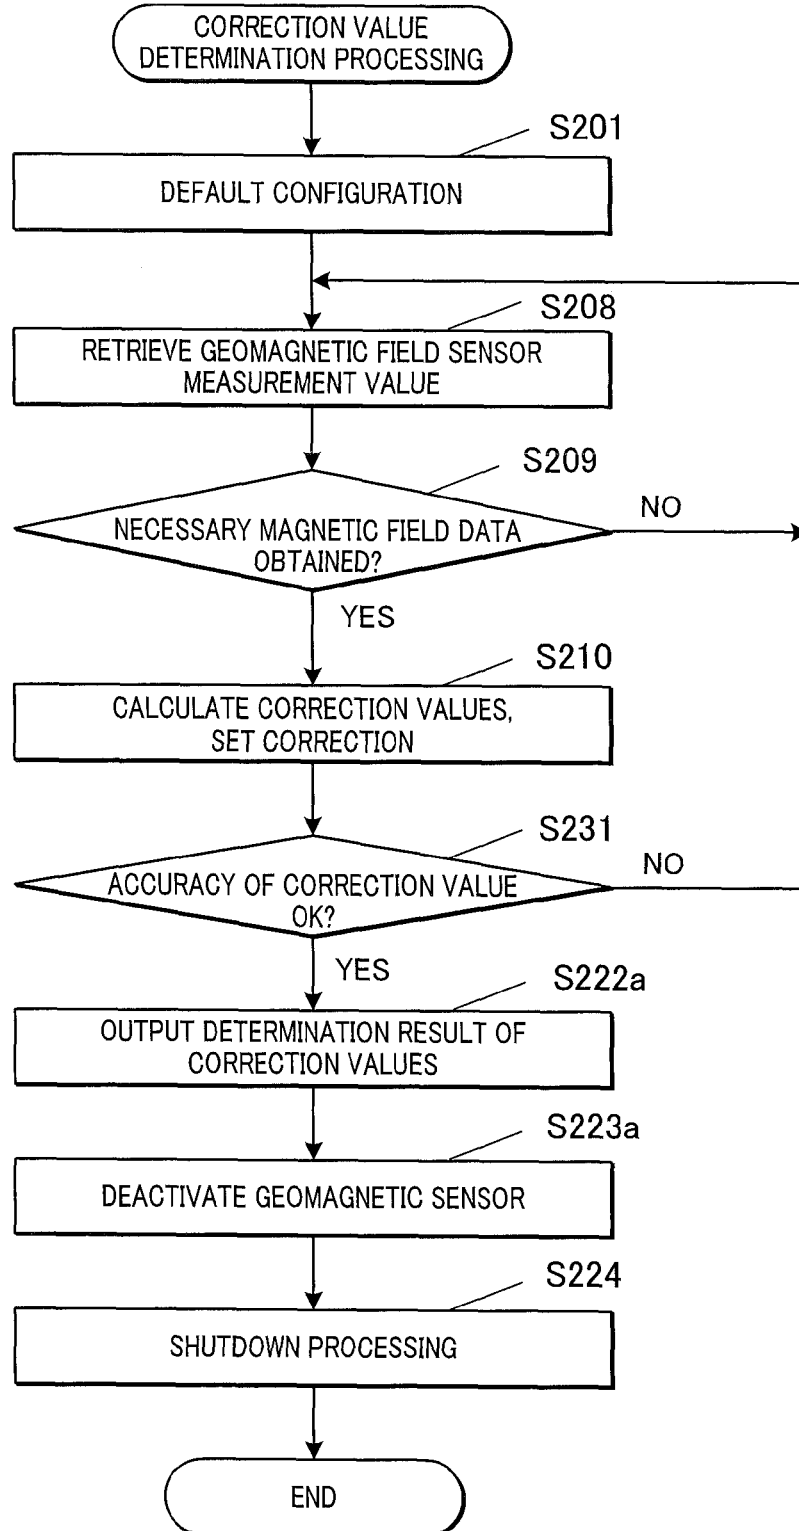 CORRECTION VALUE
DETERMINATION PROCESSING
S201
DEFAULT CONFIGURATION
S208
RETRIEVE GEOMAGNETIC FIELD SENSOR
MEASUREMENT VALUE
S209
NECESSARY MAGNETIC FIELD DATA
OBTAINED?
NO
YES
S210
CALCULATE CORRECTION VALUES,
SET CORRECTION
S231
ACCURACY OF CORRECTION VALUE
OK?
NO
YES
S222a
OUTPUT DETERMINATION RESULT OF
CORRECTION VALUES
S223a
DEACTIVATE GEOMAGNETIC SENSOR
S224
SHUTDOWN PROCESSING
END